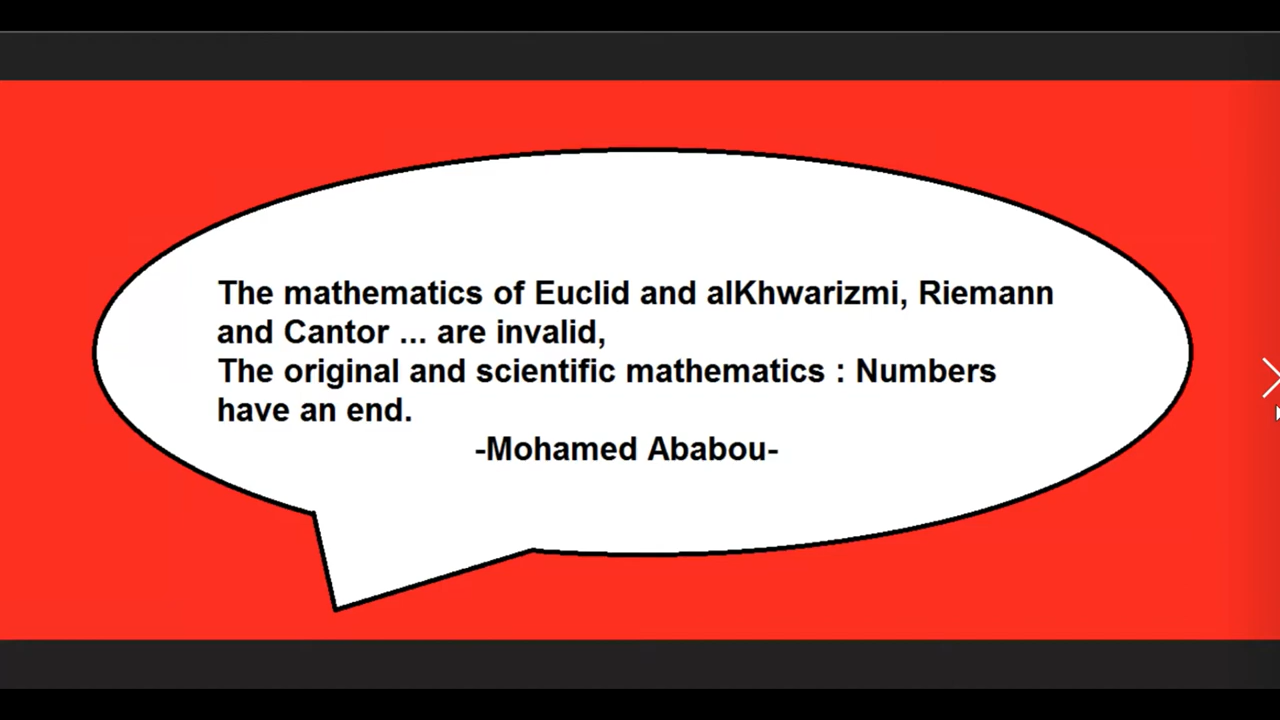 The mathematics of Euclid and alKhwarizmi, Riemann
and Cantor ... are invalid,
The original and scientific mathematics : Numbers
have an end.
-Mohamed Ababou-